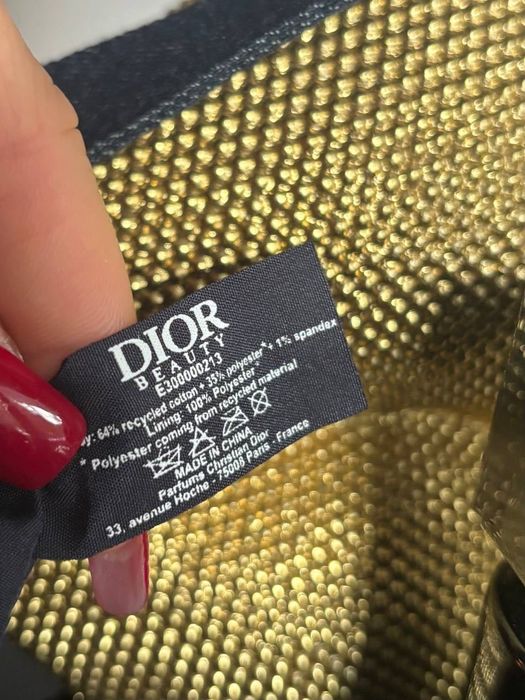 DIOR
BEAUTY
E300000213
y: 64% recycled cotton + 35% polyester* + 1% spandex
Lining: 100% Polyester*
* Polyester coming from recycled material
MADE IN CHINA
Parfums Christian Dior
33, avenue Hoche - 75008 Paris - France